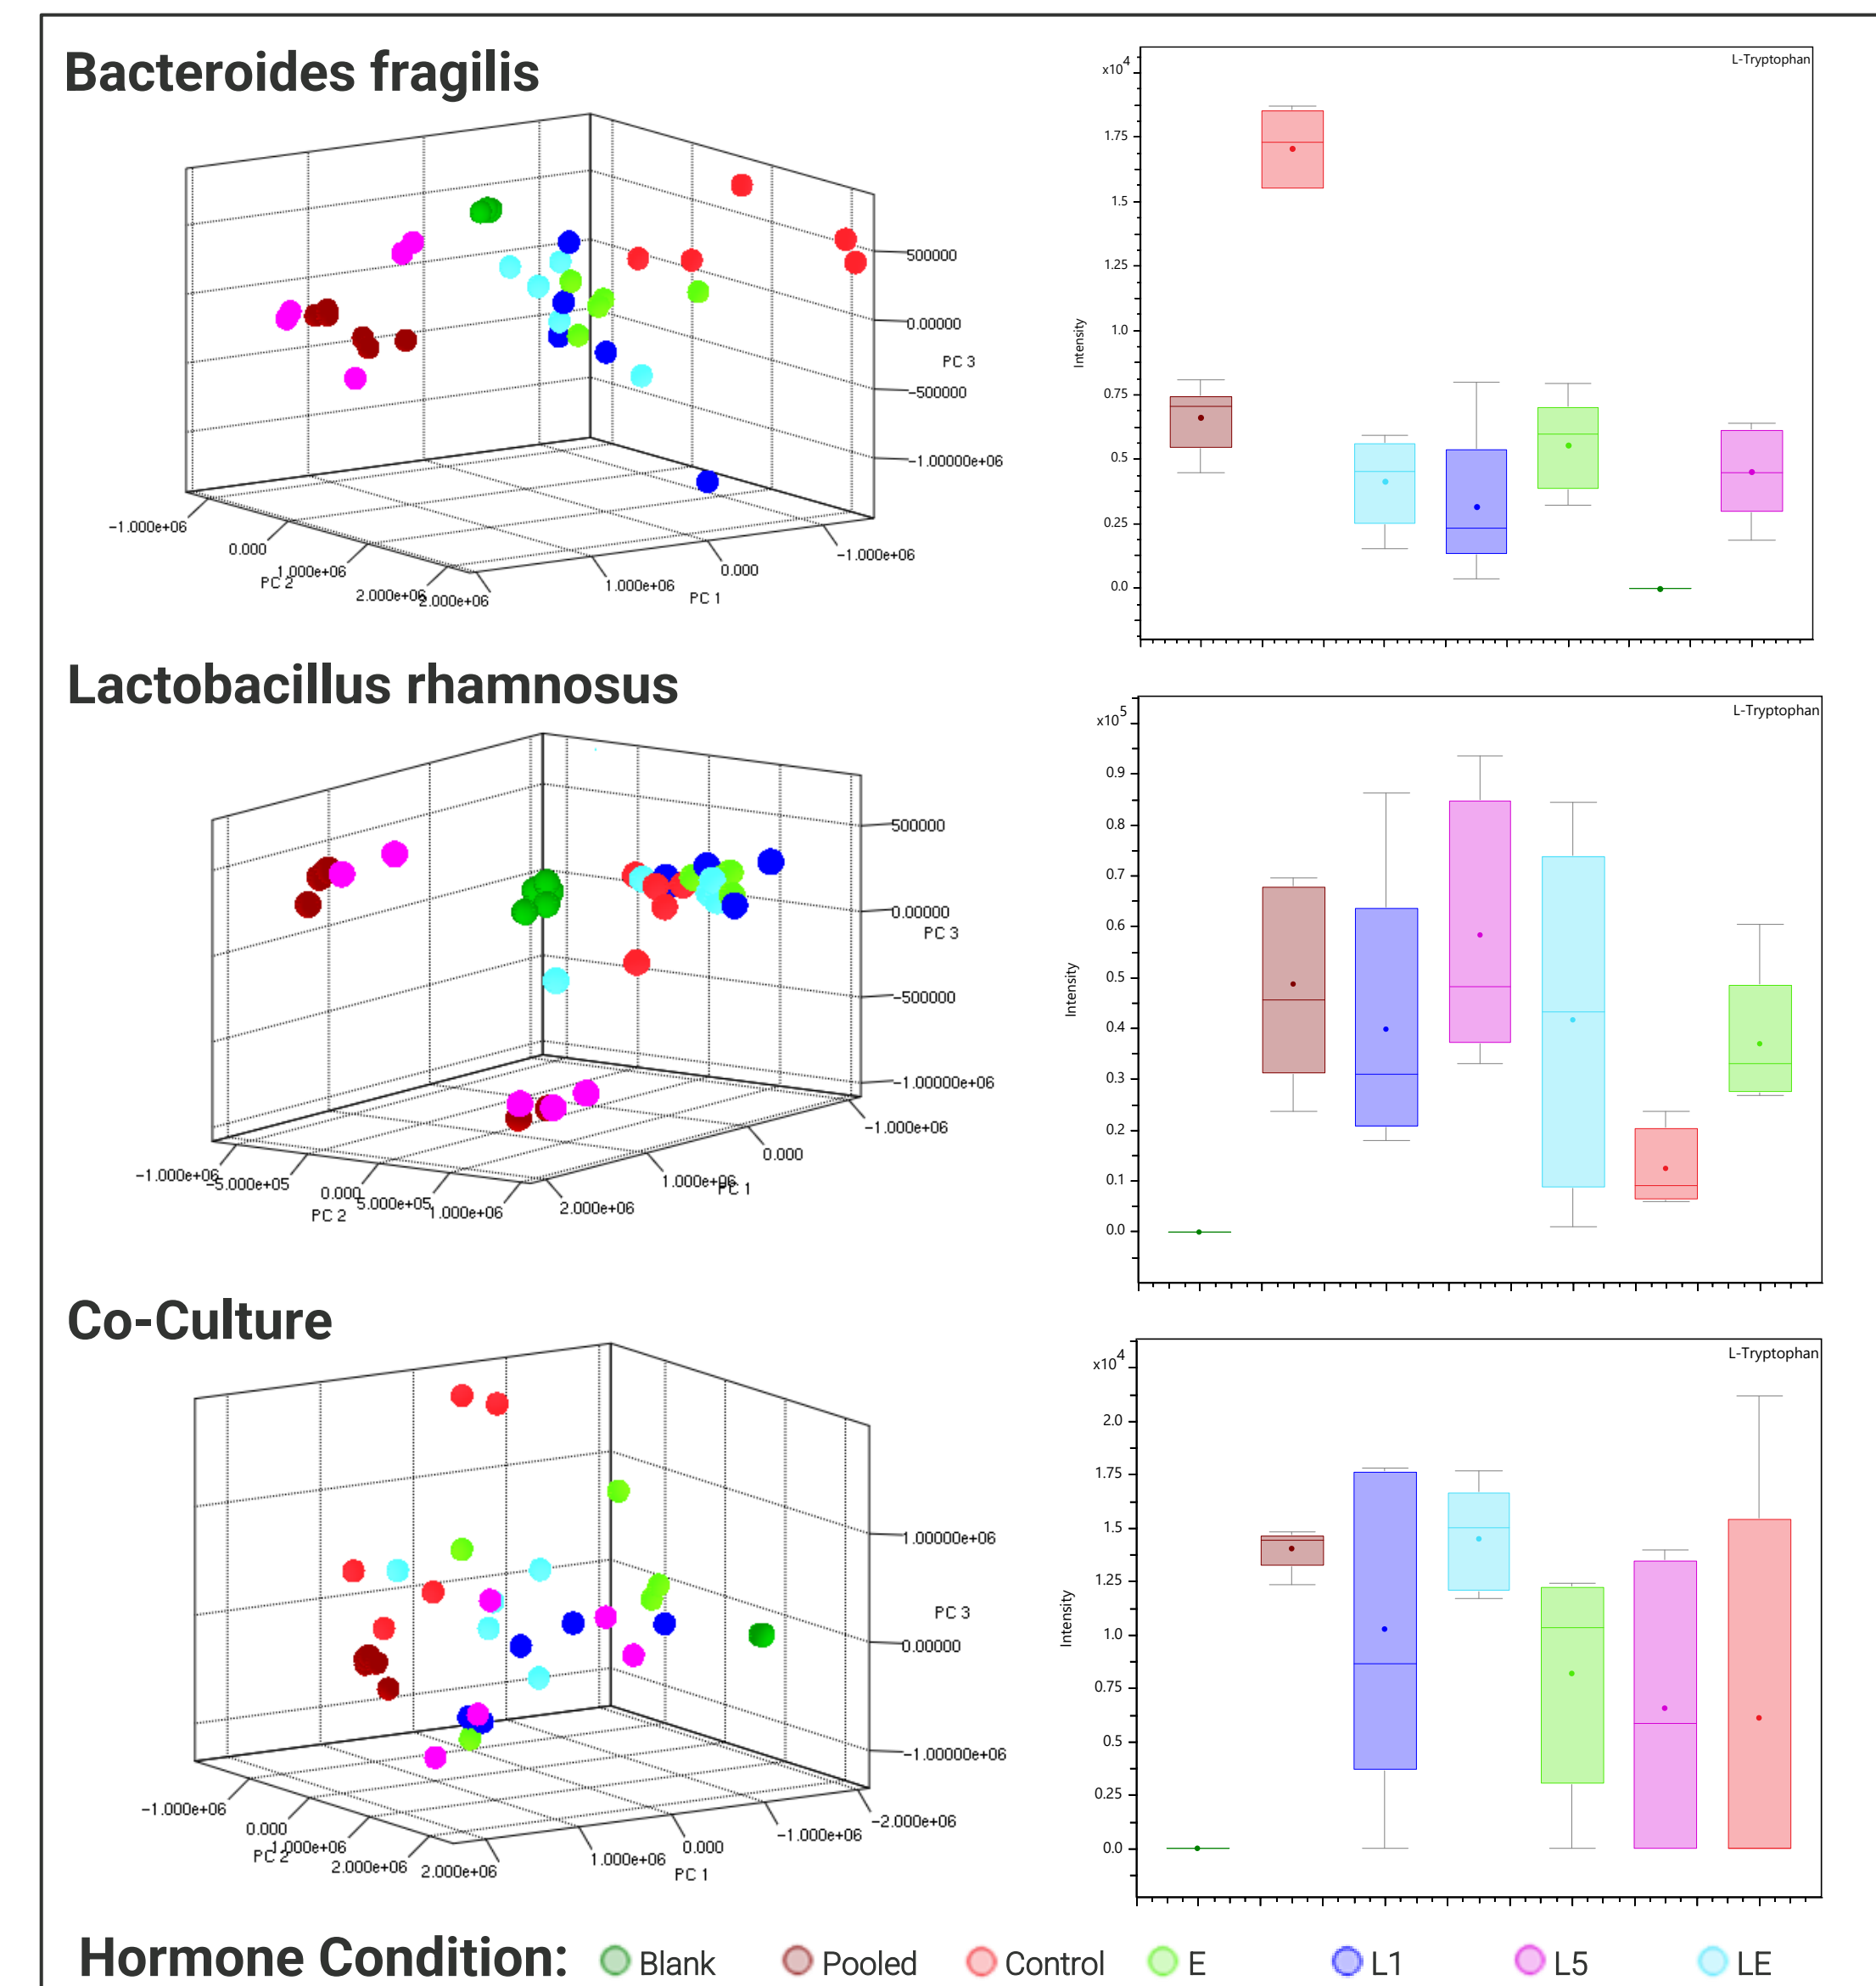 Bacteroides fragilis
500000
0.00000
PC 3
−500000
−1.00000e+06
−1.000e+06
0.000
PC 2
1.000e+06
2.000e+06
2.000e+06
1.000e+06
PC 1
0.000
−1.000e+06
L-Tryptophan
x10^4
1.75
1.5
1.25
1.0
0.75
0.5
0.25
0.0
Intensity
Lactobacillus rhamnosus
500000
0.00000
PC 3
−500000
−1.00000e+06
−1.000e+06
−5.000e+05
0.000
PC 2
5.000e+05
1.000e+06
2.000e+06
1.000e+06
PC 1
0.000
−1.000e+06
L-Tryptophan
x10^5
0.9
0.8
0.7
0.6
0.5
0.4
0.3
0.2
0.1
0.0
Intensity
Co-Culture
1.00000e+06
PC 3
0.00000
−1.00000e+06
−1.000e+06
0.000
PC 2
1.000e+06
2.000e+06
2.000e+06
1.000e+06
PC 1
0.000
−1.000e+06
−2.000e+06
L-Tryptophan
x10^4
2.0
1.75
1.5
1.25
1.0
0.75
0.5
0.25
0.0
Intensity
Hormone Condition: Blank Pooled Control E L1 L5 LE